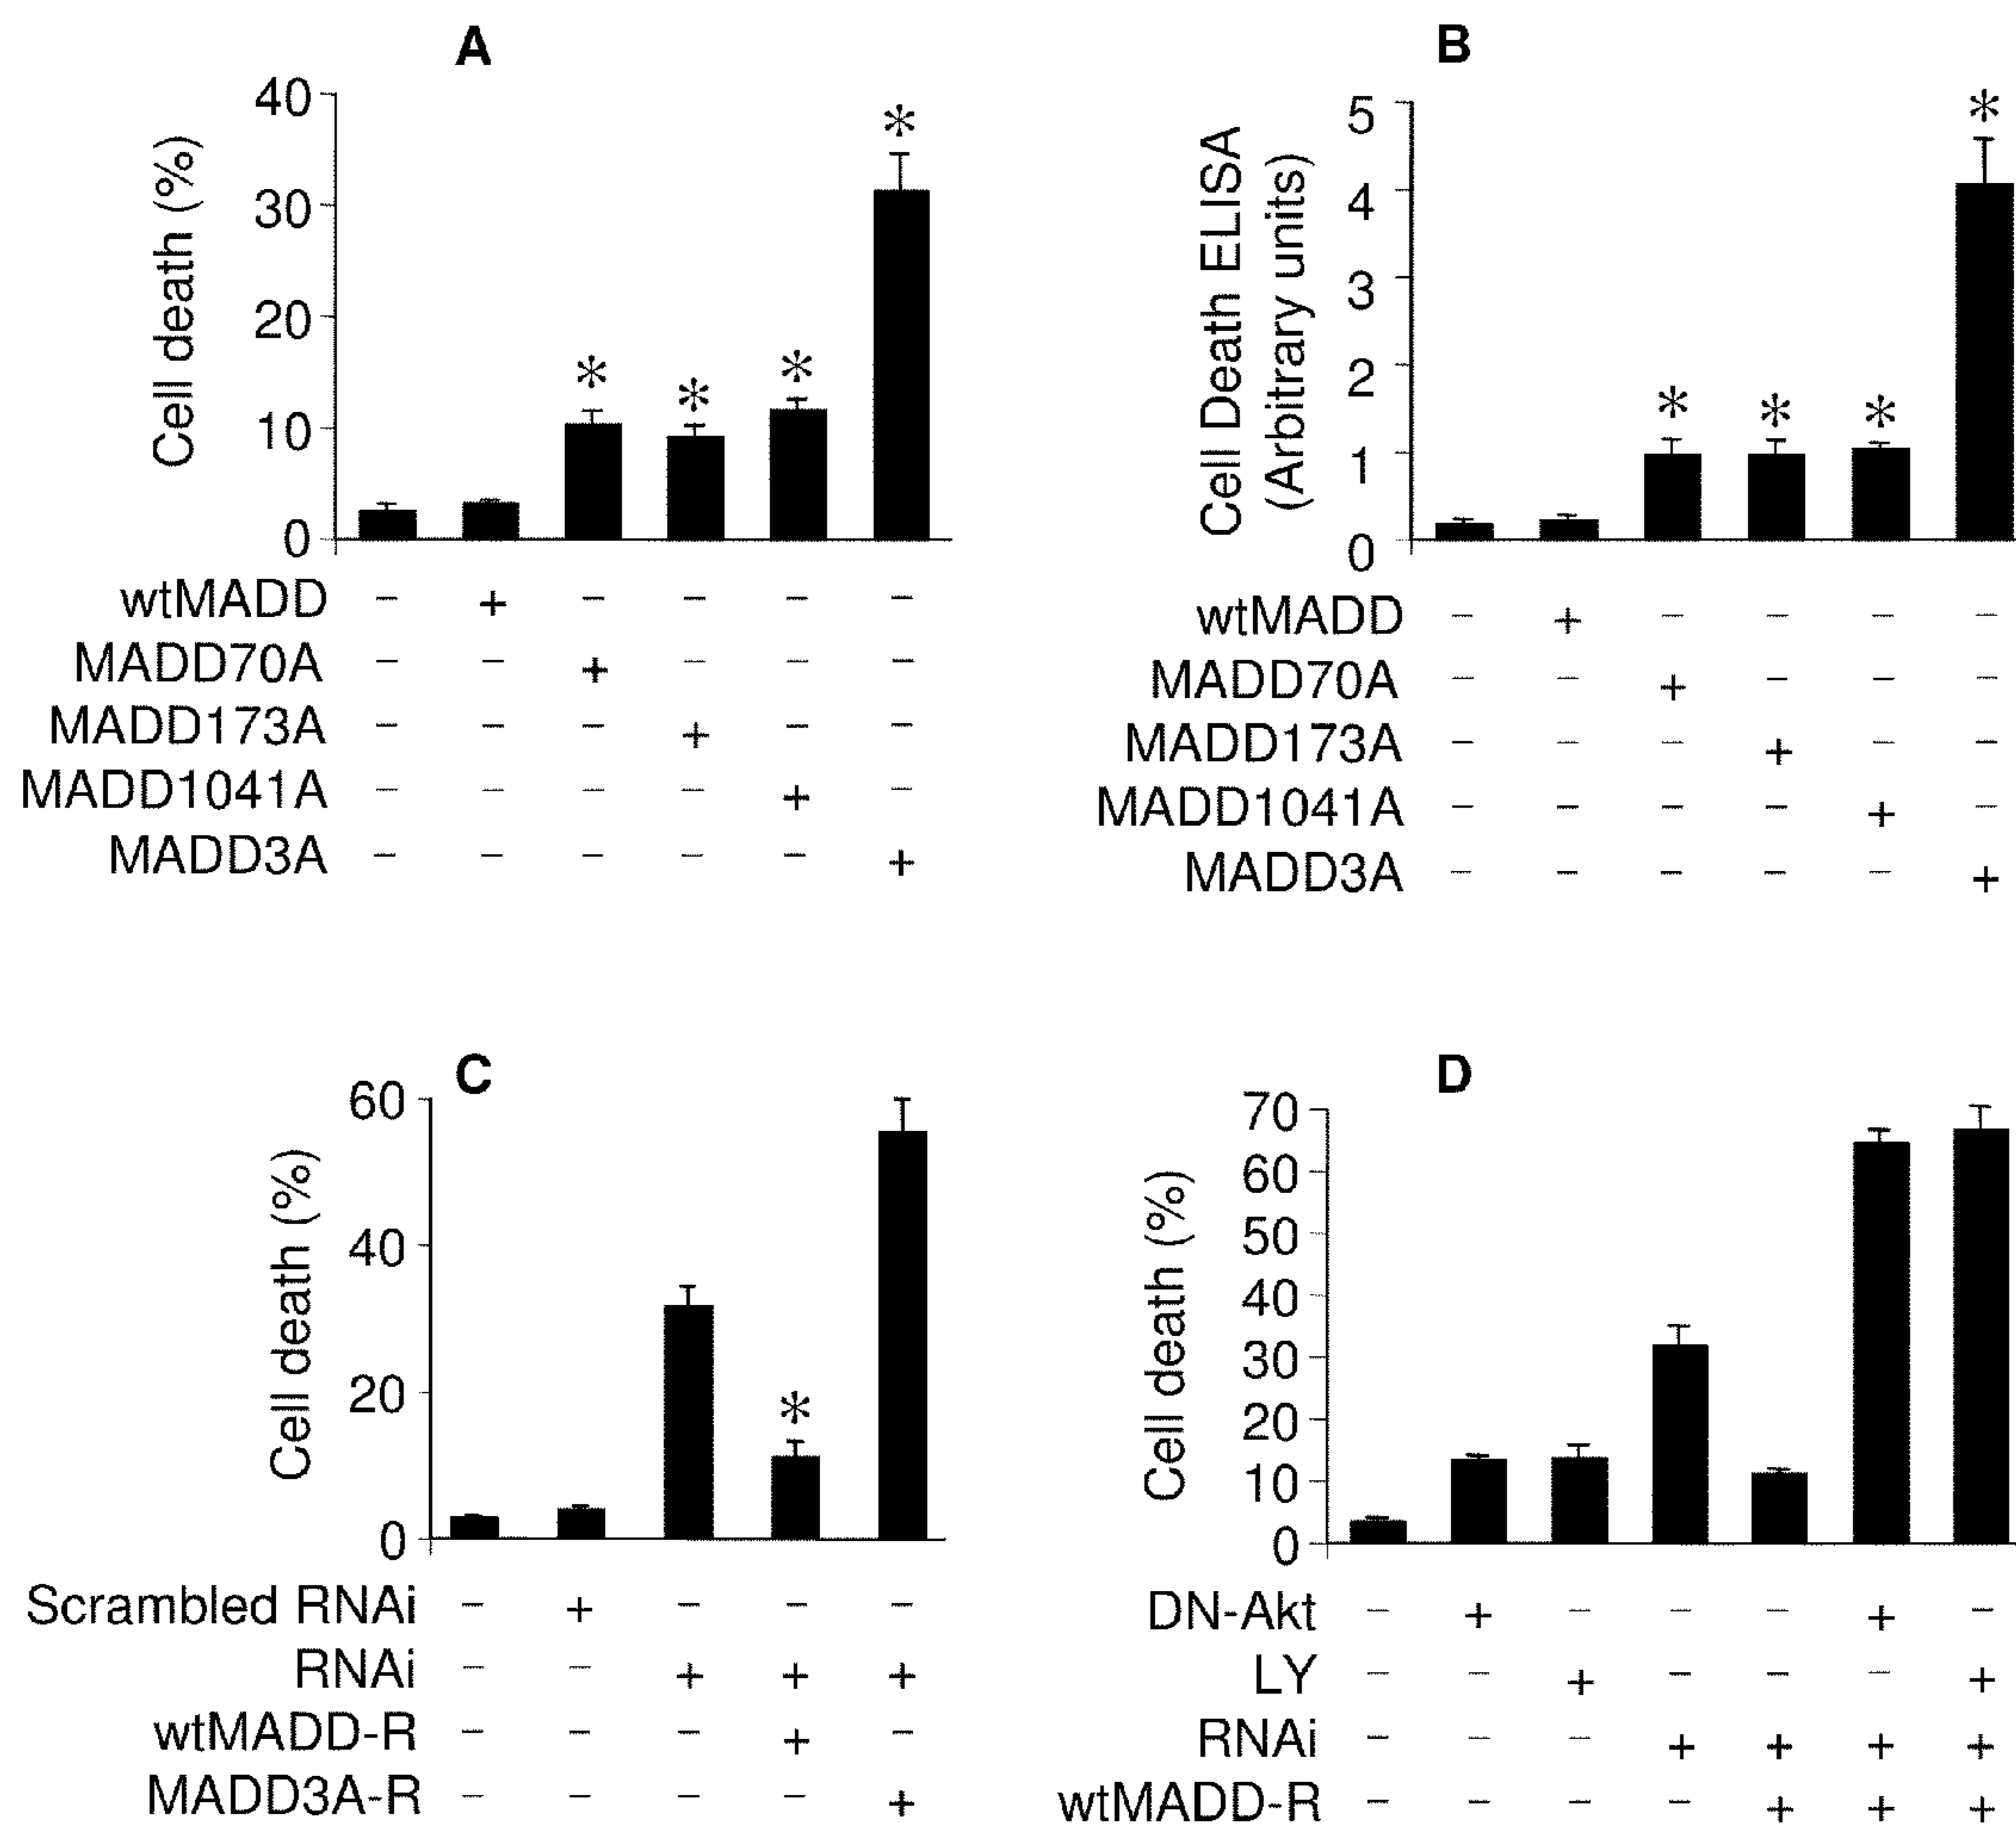 A
Cell death (%)
40
30
20
10
0
* * * *
wtMADD – + – – – –
MADD70A – – + – – –
MADD173A – – – + – –
MADD1041A – – – – + –
MADD3A – – – – – +
B
Cell Death ELISA
(Arbitrary units)
5
4
3
2
1
0
* * * *
wtMADD – + – – – –
MADD70A – – + – – –
MADD173A – – – + – –
MADD1041A – – – – + –
MADD3A – – – – – +
C
Cell death (%)
60
40
20
0
*
Scrambled RNAi – + – – –
RNAi – – + + +
wtMADD-R – – – + –
MADD3A-R – – – – +
D
Cell death (%)
70
60
50
40
30
20
10
0
DN-Akt – + – – – + –
LY – – + – – – +
RNAi – – – + + + +
wtMADD-R – – – – + + +